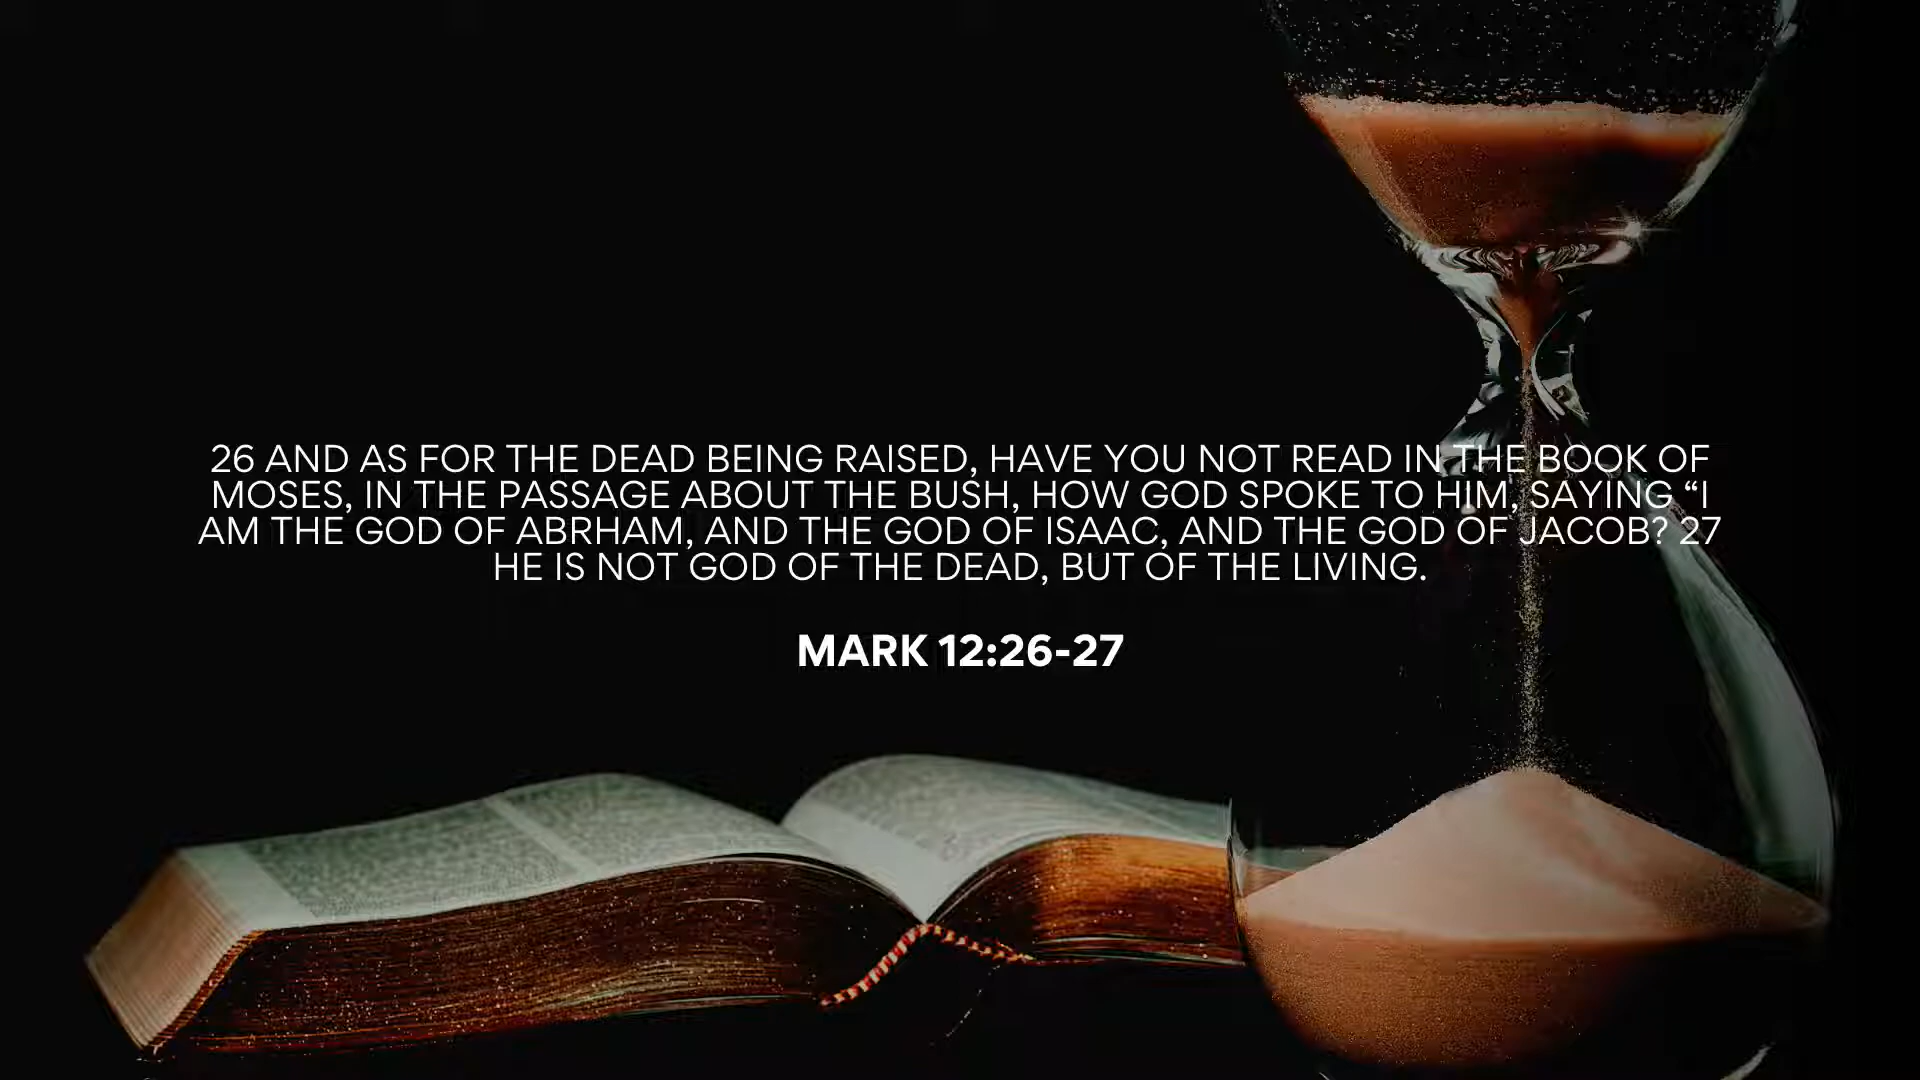 26 AND AS FOR THE DEAD BEING RAISED, HAVE YOU NOT READ IN THE BOOK OF
MOSES, IN THE PASSAGE ABOUT THE BUSH, HOW GOD SPOKE TO HIM, SAYING “I
AM THE GOD OF ABRHAM, AND THE GOD OF ISAAC, AND THE GOD OF JACOB? 27
HE IS NOT GOD OF THE DEAD, BUT OF THE LIVING.
MARK 12:26-27